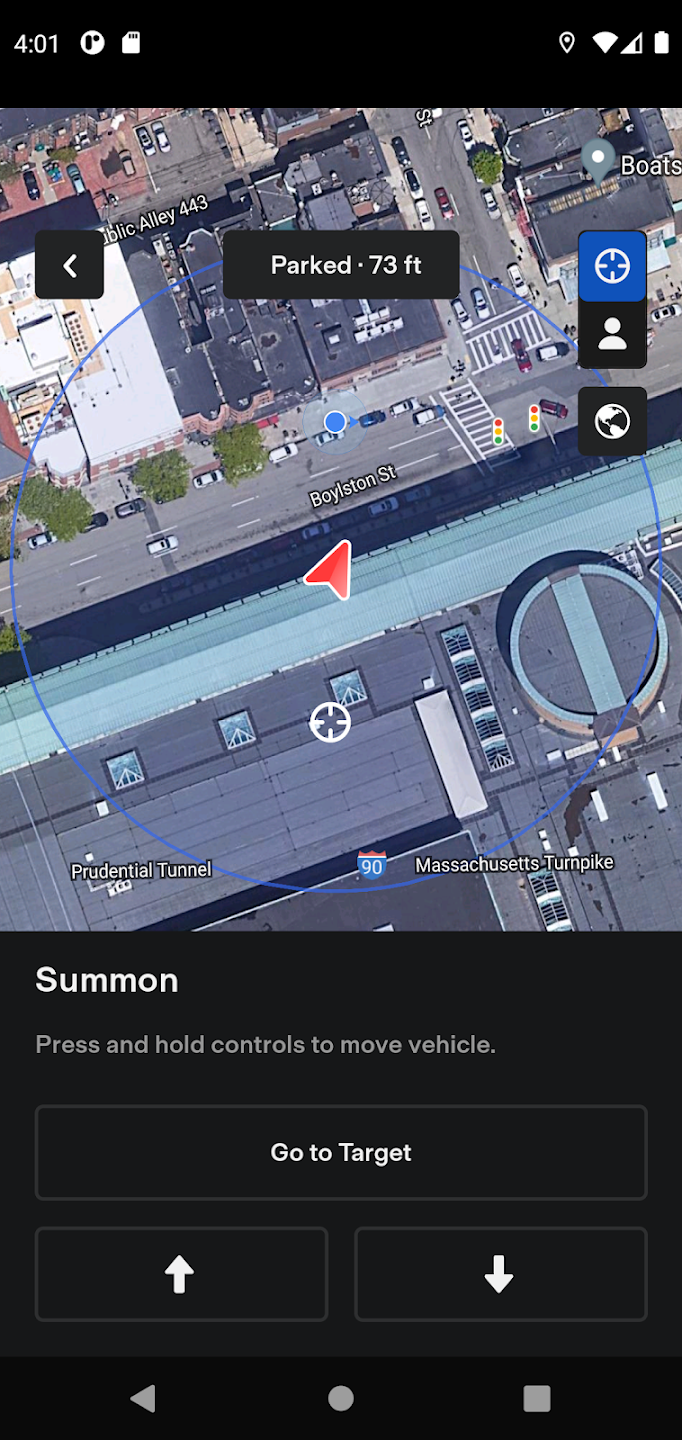 4:01
St
Boats
blic Alley 443
Parked · 73 ft
Boylston St
Prudential Tunnel
90
Massachusetts Turnpike
Summon
Press and hold controls to move vehicle.
Go to Target